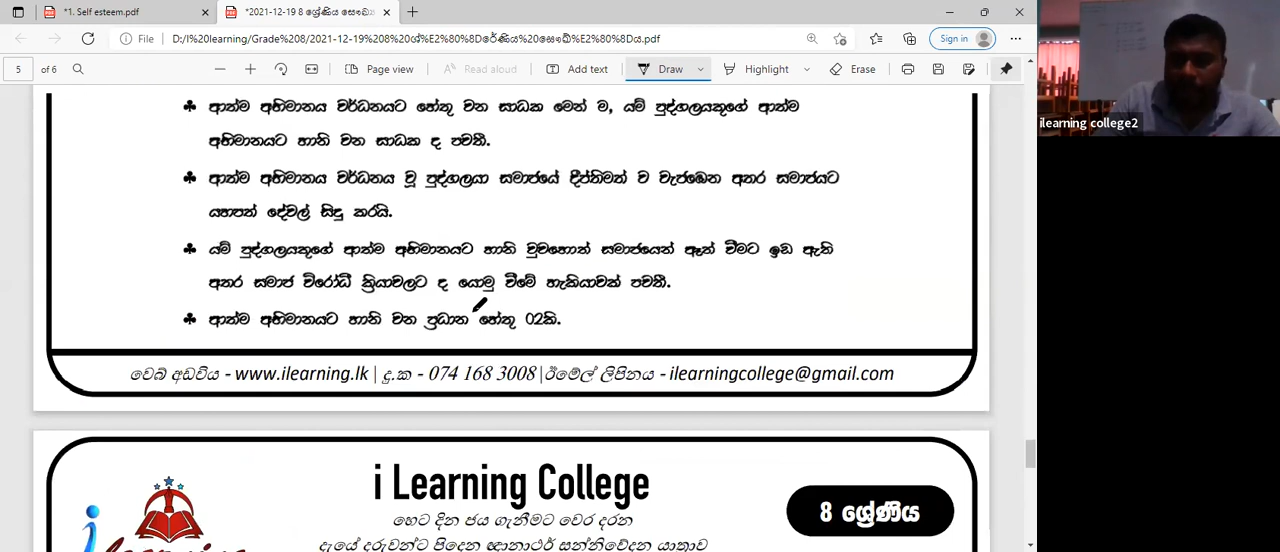 *1. Self esteem.pdf
*2021-12-19 8 ශ්‍රේණිය සෞඛ්‍ය
File
D:/I%20learning/Grade%208/2021-12-19%208%20ශ්%E2%80%8Dරේණිය%20සෞඛ්%E2%80%8Dය.pdf
Sign in
5 of 6
Page view
Read aloud
Add text
Draw
Highlight
Erase
ilearning college2
♣ ආත්ම අභිමානය වර්ධනයට හේතු වන සාධක මෙන් ම, යම් පුද්ගලයකුගේ ආත්ම
අභිමානයට හානි වන සාධක ද පවතී.
♣ ආත්ම අභිමානය වර්ධනය වූ පුද්ගලයා සමාජයේ දීප්තිමත් ව වැජඹෙන අතර සමාජයට
යහපත් දේවල් සිදු කරයි.
♣ යම් පුද්ගලයකුගේ ආත්ම අභිමානයට හානි වුවහොත් සමාජයෙන් ඈත් වීමට ඉඩ ඇති
අතර සමාජ විරෝධී ක්‍රියාවලට ද යොමු වීමේ හැකියාවක් පවතී.
♣ ආත්ම අභිමානයට හානි වන ප්‍රධාන හේතු 02කි.
වෙබ් අඩවිය - www.ilearning.lk | දු.ක - 074 168 3008 | ඊමේල් ලිපිනය - ilearningcollege@gmail.com
i Learning College
8 ශ්‍රේණිය
හෙට දින ජය ගැනීමට වෙර දරන
දැයේ දරුවන්ට පිදෙන ඥානාර්ථ සන්නිවේදන යාත්‍රාව